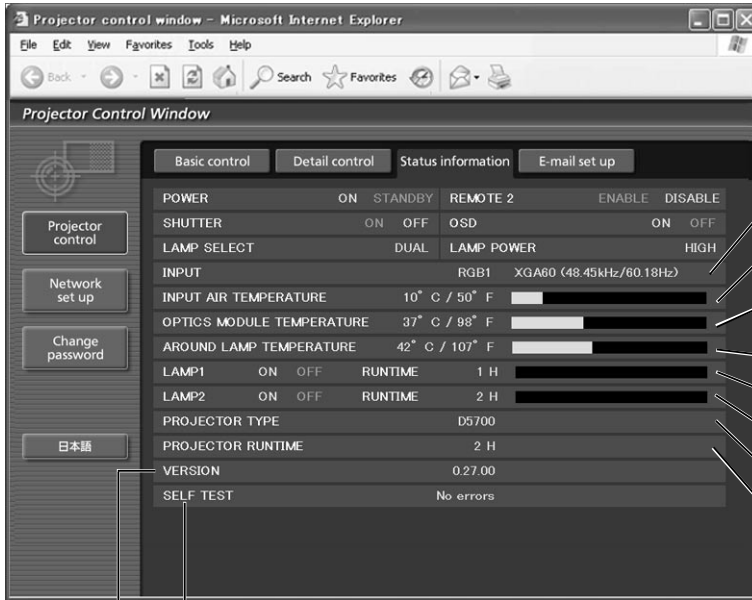 Projector control window - Microsoft Internet Explorer
File Edit View Favorites Tools Help
Back Search Favorites
Projector Control Window
Basic control Detail control Status information E-mail set up
Projector control
Network set up
Change password
日本語
POWER ON STANDBY REMOTE 2 ENABLE DISABLE
SHUTTER ON OFF OSD ON OFF
LAMP SELECT DUAL LAMP POWER HIGH
INPUT RGB1 XGA60 (48.45kHz/60.18Hz)
INPUT AIR TEMPERATURE 10° C / 50° F
OPTICS MODULE TEMPERATURE 37° C / 98° F
AROUND LAMP TEMPERATURE 42° C / 107° F
LAMP1 ON OFF RUNTIME 1 H
LAMP2 ON OFF RUNTIME 2 H
PROJECTOR TYPE D5700
PROJECTOR RUNTIME 2 H
VERSION 0.27.00
SELF TEST No errors